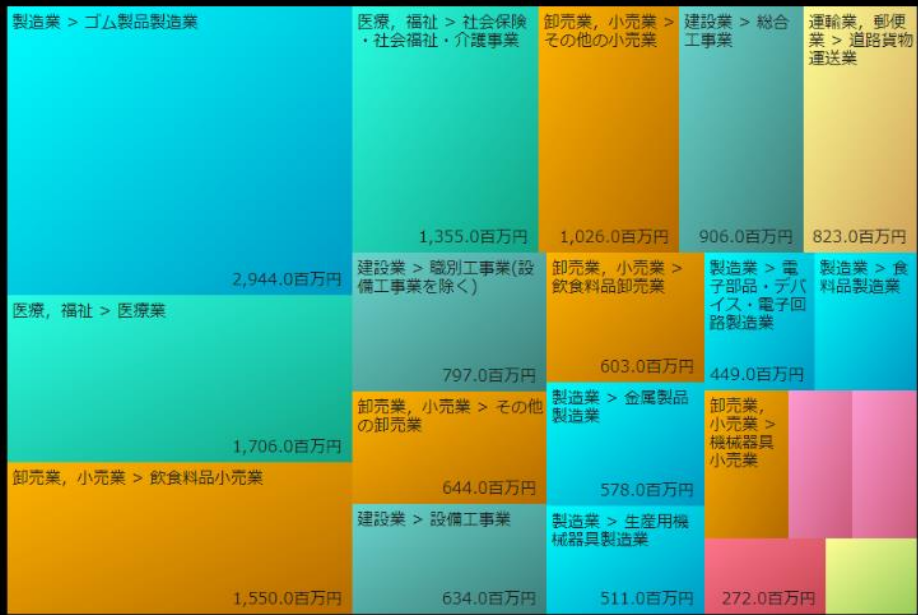 製造業 > ゴム製品製造業
2,944.0百万円
医療, 福祉 > 医療業
1,706.0百万円
卸売業, 小売業 > 飲食料品小売業
1,550.0百万円
医療, 福祉 > 社会保険
・社会福祉・介護事業
1,355.0百万円
卸売業, 小売業 >
その他の小売業
1,026.0百万円
建設業 > 総合
工事業
906.0百万円
運輸業, 郵便
業 > 道路貨物
運送業
823.0百万円
建設業 > 職別工事業(設
備工事業を除く)
797.0百万円
卸売業, 小売業 > その他
の卸売業
644.0百万円
建設業 > 設備工事業
634.0百万円
卸売業, 小売業 >
飲食料品卸売業
603.0百万円
製造業 > 金属製品
製造業
578.0百万円
製造業 > 生産用機
械器具製造業
511.0百万円
製造業 > 電
子部品・デバ
イス・電子回
路製造業
449.0百万円
製造業 > 食
料品製造業
卸売業,
小売業 >
機械器具
小売業
272.0百万円